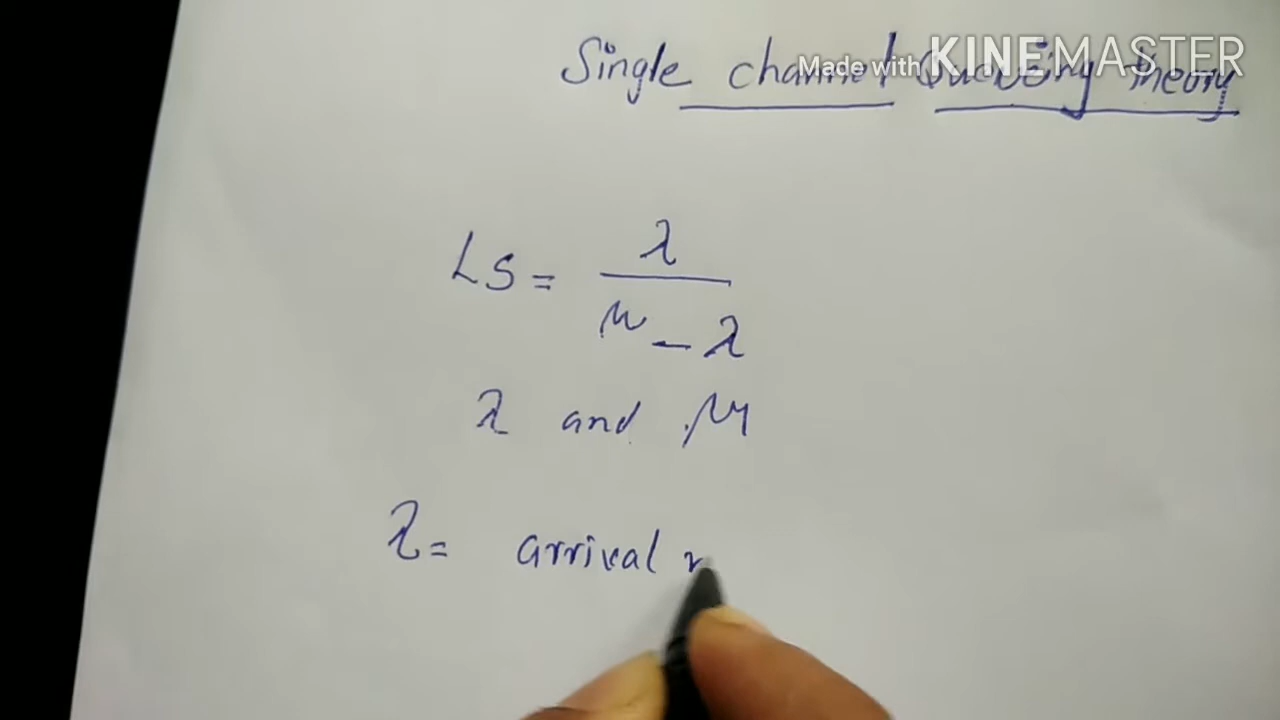 Single channel Queuing theory
Made with KINEMASTER
LS = λ / μ - λ
λ and μ
λ = arrival r